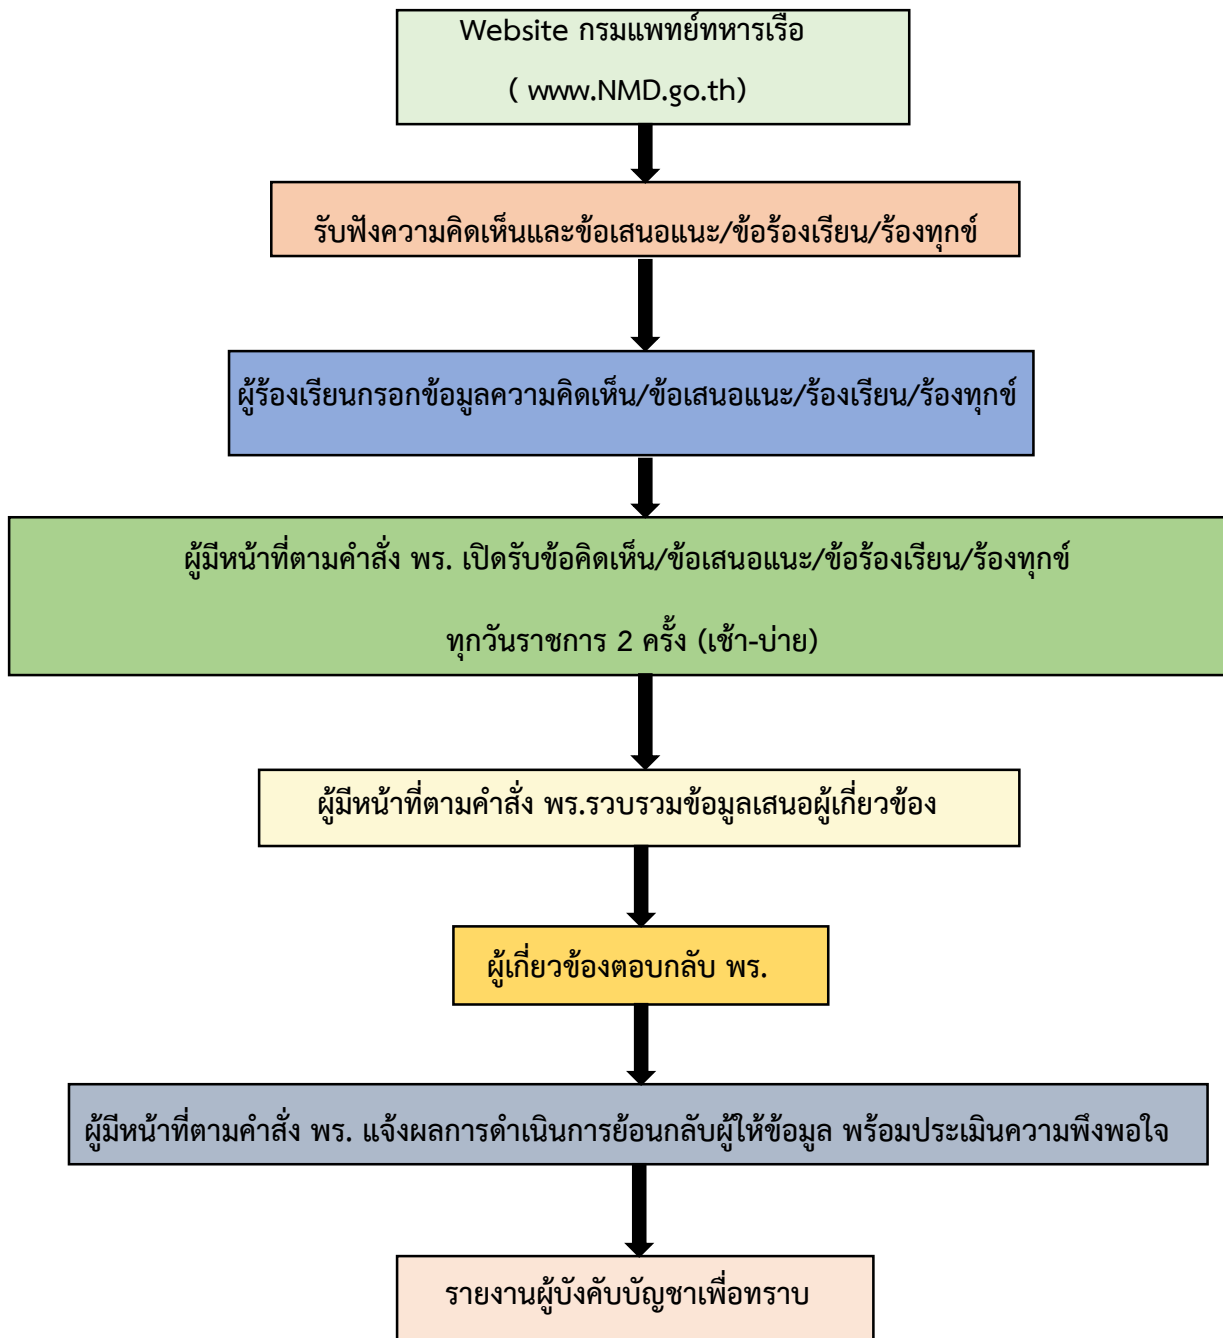 Website กรมแพทย์ทหารเรือ
( www.NMD.go.th)
รับฟังความคิดเห็นและข้อเสนอแนะ/ข้อร้องเรียน/ร้องทุกข์
ผู้ร้องเรียนกรอกข้อมูลความคิดเห็น/ข้อเสนอแนะ/ร้องเรียน/ร้องทุกข์
ผู้มีหน้าที่ตามคำสั่ง พร. เปิดรับข้อคิดเห็น/ข้อเสนอแนะ/ข้อร้องเรียน/ร้องทุกข์
ทุกวันราชการ 2 ครั้ง (เช้า-บ่าย)
ผู้มีหน้าที่ตามคำสั่ง พร.รวบรวมข้อมูลเสนอผู้เกี่ยวข้อง
ผู้เกี่ยวข้องตอบกลับ พร.
ผู้มีหน้าที่ตามคำสั่ง พร. แจ้งผลการดำเนินการย้อนกลับผู้ให้ข้อมูล พร้อมประเมินความพึงพอใจ
รายงานผู้บังคับบัญชาเพื่อทราบ